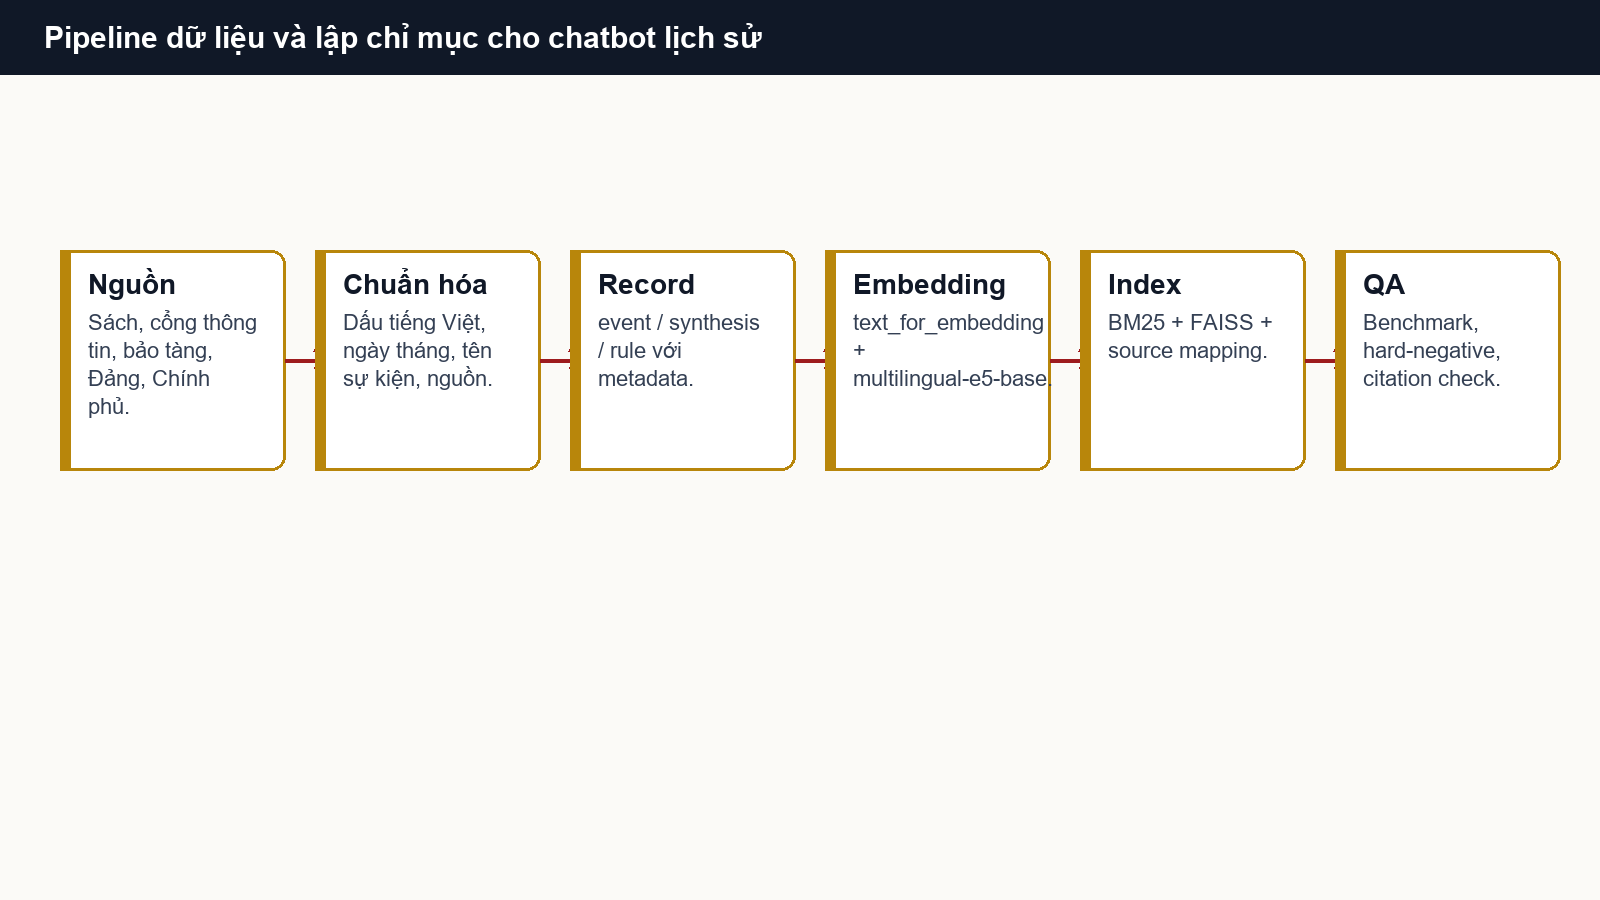 Pipeline dữ liệu và lập chỉ mục cho chatbot lịch sử
Nguồn
Sách, cổng thông
tin, bảo tàng,
Đảng, Chính
phủ.
Chuẩn hóa
Dấu tiếng Việt,
ngày tháng, tên
sự kiện, nguồn.
Record
event / synthesis
/ rule với
metadata.
Embedding
text_for_embedding
+
multilingual-e5-base.
Index
BM25 + FAISS +
source mapping.
QA
Benchmark,
hard-negative,
citation check.